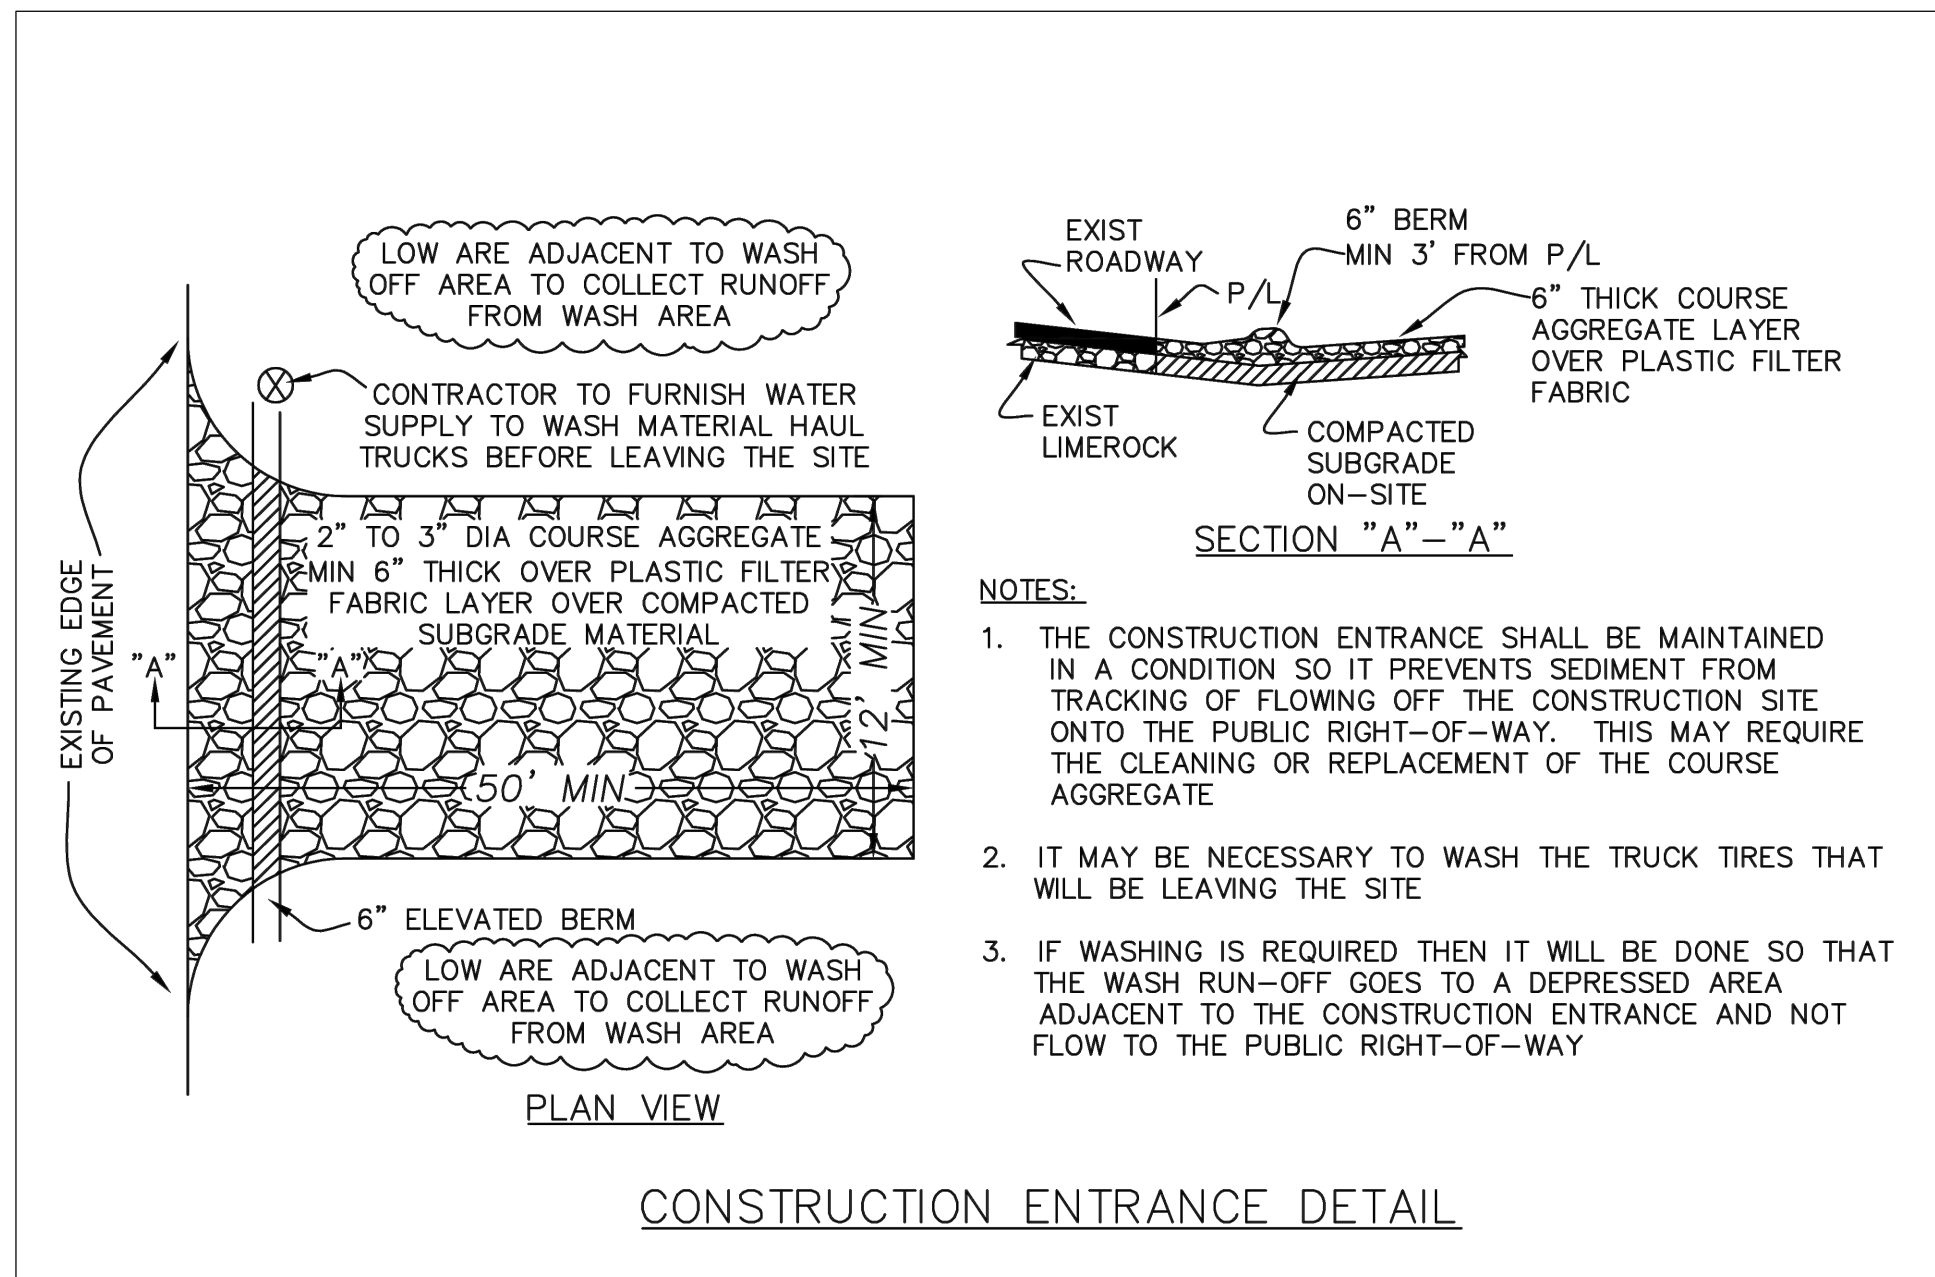 LOW ARE ADJACENT TO WASH
OFF AREA TO COLLECT RUNOFF
FROM WASH AREA
CONTRACTOR TO FURNISH WATER
SUPPLY TO WASH MATERIAL HAUL
TRUCKS BEFORE LEAVING THE SITE
2” TO 3” DIA COURSE AGGREGATE
MIN 6” THICK OVER PLASTIC FILTER
FABRIC LAYER OVER COMPACTED
SUBGRADE MATERIAL
EXISTING EDGE
OF PAVEMENT
”A”
”A”
12’ MIN
50’ MIN
6” ELEVATED BERM
LOW ARE ADJACENT TO WASH
OFF AREA TO COLLECT RUNOFF
FROM WASH AREA
PLAN VIEW
EXIST
ROADWAY
P/L
6” BERM
MIN 3’ FROM P/L
6” THICK COURSE
AGGREGATE LAYER
OVER PLASTIC FILTER
FABRIC
EXIST
LIMEROCK
COMPACTED
SUBGRADE
ON-SITE
SECTION ”A”-”A”
NOTES:
1. THE CONSTRUCTION ENTRANCE SHALL BE MAINTAINED
IN A CONDITION SO IT PREVENTS SEDIMENT FROM
TRACKING OF FLOWING OFF THE CONSTRUCTION SITE
ONTO THE PUBLIC RIGHT-OF-WAY. THIS MAY REQUIRE
THE CLEANING OR REPLACEMENT OF THE COURSE
AGGREGATE
2. IT MAY BE NECESSARY TO WASH THE TRUCK TIRES THAT
WILL BE LEAVING THE SITE
3. IF WASHING IS REQUIRED THEN IT WILL BE DONE SO THAT
THE WASH RUN-OFF GOES TO A DEPRESSED AREA
ADJACENT TO THE CONSTRUCTION ENTRANCE AND NOT
FLOW TO THE PUBLIC RIGHT-OF-WAY
CONSTRUCTION ENTRANCE DETAIL